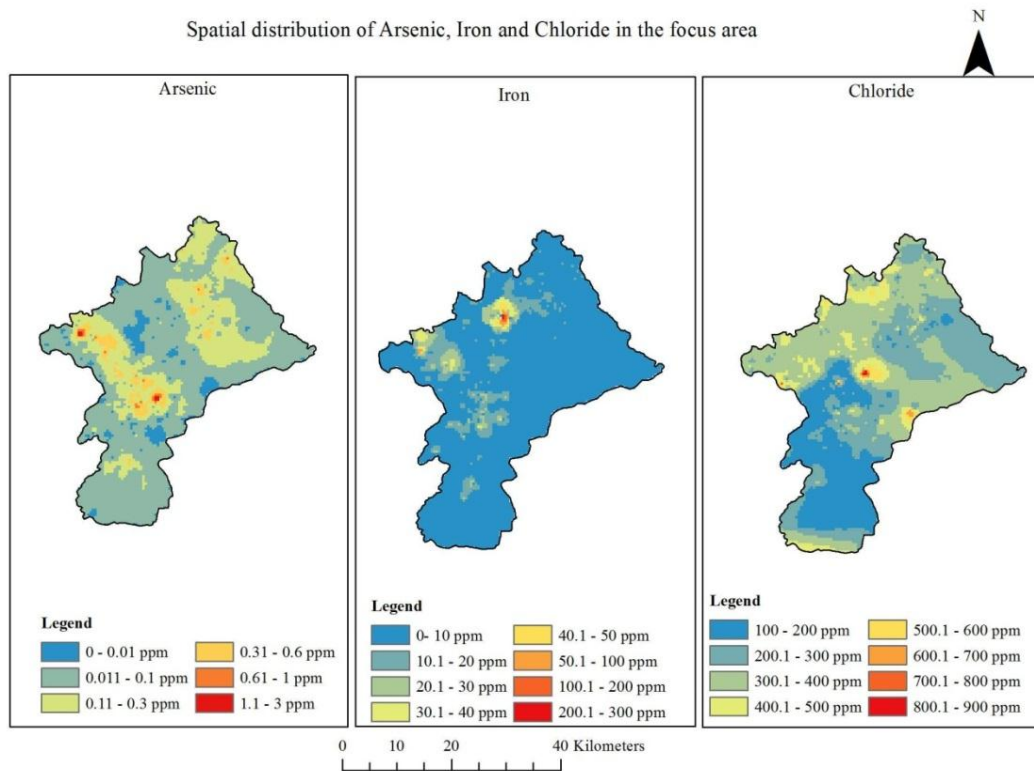 Spatial distribution of Arsenic, Iron and Chloride in the focus area
N
Arsenic
Legend
0 - 0.01 ppm
0.011 - 0.1 ppm
0.11 - 0.3 ppm
0.31 - 0.6 ppm
0.61 - 1 ppm
1.1 - 3 ppm
Iron
Legend
0- 10 ppm
10.1 - 20 ppm
20.1 - 30 ppm
30.1 - 40 ppm
40.1 - 50 ppm
50.1 - 100 ppm
100.1 - 200 ppm
200.1 - 300 ppm
Chloride
Legend
100 - 200 ppm
200.1 - 300 ppm
300.1 - 400 ppm
400.1 - 500 ppm
500.1 - 600 ppm
600.1 - 700 ppm
700.1 - 800 ppm
800.1 - 900 ppm
0 10 20 40 Kilometers